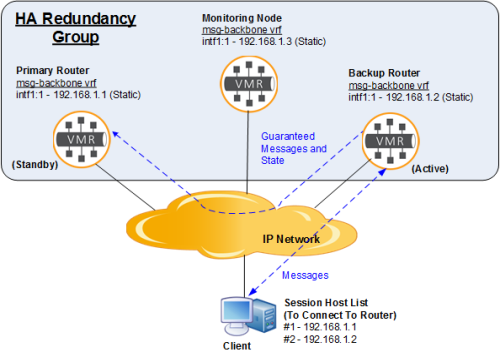 HA Redundancy
Group
Monitoring Node
msg-backbone vrf
intf1:1 - 192.168.1.3 (Static)
VMR
Primary Router
msg-backbone vrf
intf1:1 - 192.168.1.1 (Static)
VMR
(Standby)
Backup Router
msg-backbone vrf
intf1:1 - 192.168.1.2 (Static)
VMR
(Active)
Guaranteed
Messages and
State
IP Network
Messages
Client
Session Host List
(To Connect To Router)
#1 - 192.168.1.1
#2 - 192.168.1.2